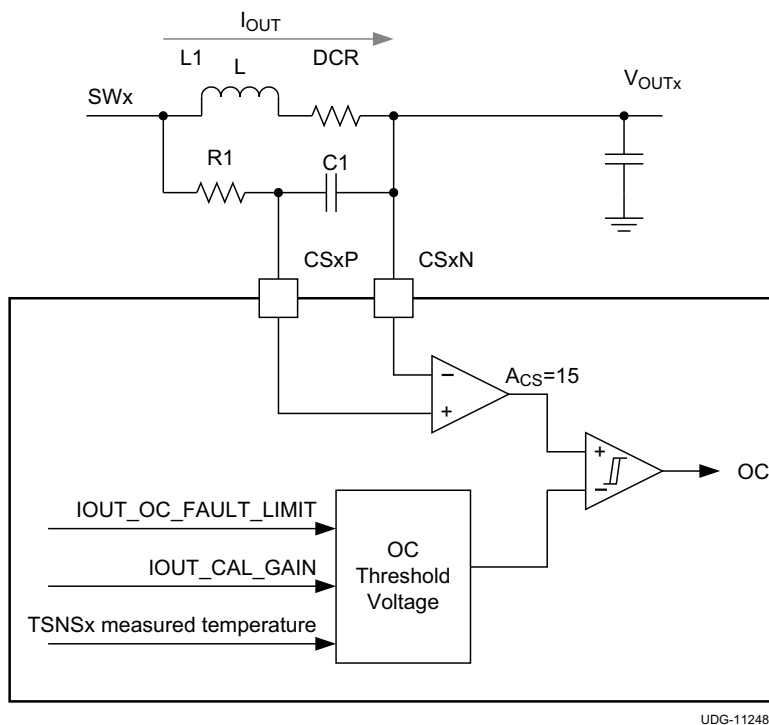 IOUT
L1
L
DCR
SWx
VOUTx
R1
C1
CSxP
CSxN
−
+
ACS=15
+
−
OC
IOUT_OC_FAULT_LIMIT
IOUT_CAL_GAIN
TSNSx measured temperature
OC
Threshold
Voltage
UDG-11248